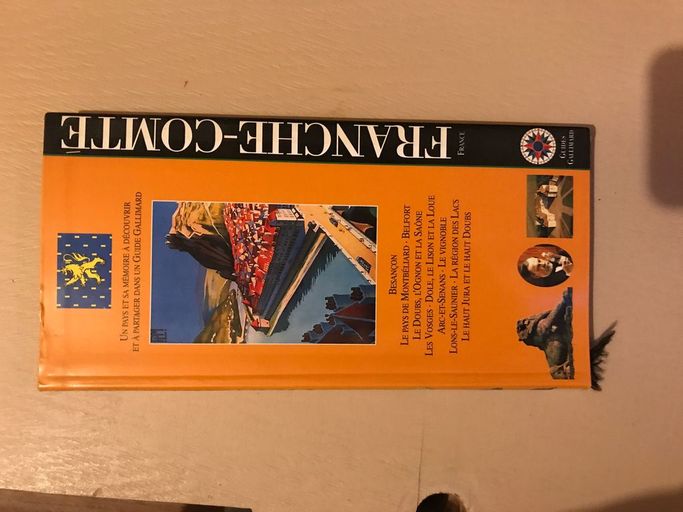 GUIDES
GALLIMARD
FRANCE
FRANCHE-COMTÉ
BESANÇON
LE PAYS DE MONTBÉLIARD · BELFORT
LE DOUBS, L'OGNON ET LA SAÔNE
LES VOSGES · DOLE, LE LISON ET LA LOUE
ARC-ET-SENANS · LE VIGNOBLE
LONS-LE-SAUNIER · LA RÉGION DES LACS
LE HAUT JURA ET LE HAUT DOUBS
UN PAYS ET SA MÉMOIRE À DÉCOUVRIR
ET À PARTAGER DANS UN GUIDE GALLIMARD